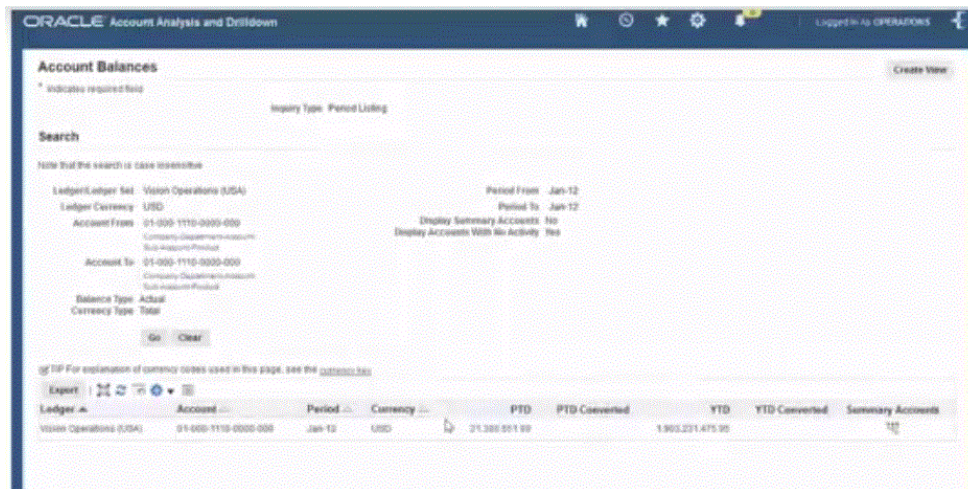 ORACLE Account Analysis and Drilldown
Logged In As OPERATIONS
Account Balances
Create View
* Indicates required field
Inquiry Type Period Listing
Search
Note that the search is case insensitive
Ledger/Ledger Set Vision Operations (USA)
Ledger Currency USD
Account From 01-000-1110-0000-000
Company-Department-Account-
Sub-Account-Product
Account To 01-000-1110-0000-000
Company-Department-Account-
Sub-Account-Product
Balance Type Actual
Currency Type Total
Period From Jan-12
Period To Jan-12
Display Summary Accounts No
Display Accounts With No Activity Yes
Go Clear
TIP For explanation of currency codes used in this page, see the currency key
Export
Ledger Account Period Currency PTD PTD Converted YTD YTD Converted Summary Accounts
Vision Operations (USA) 01-000-1110-0000-000 Jan-12 USD